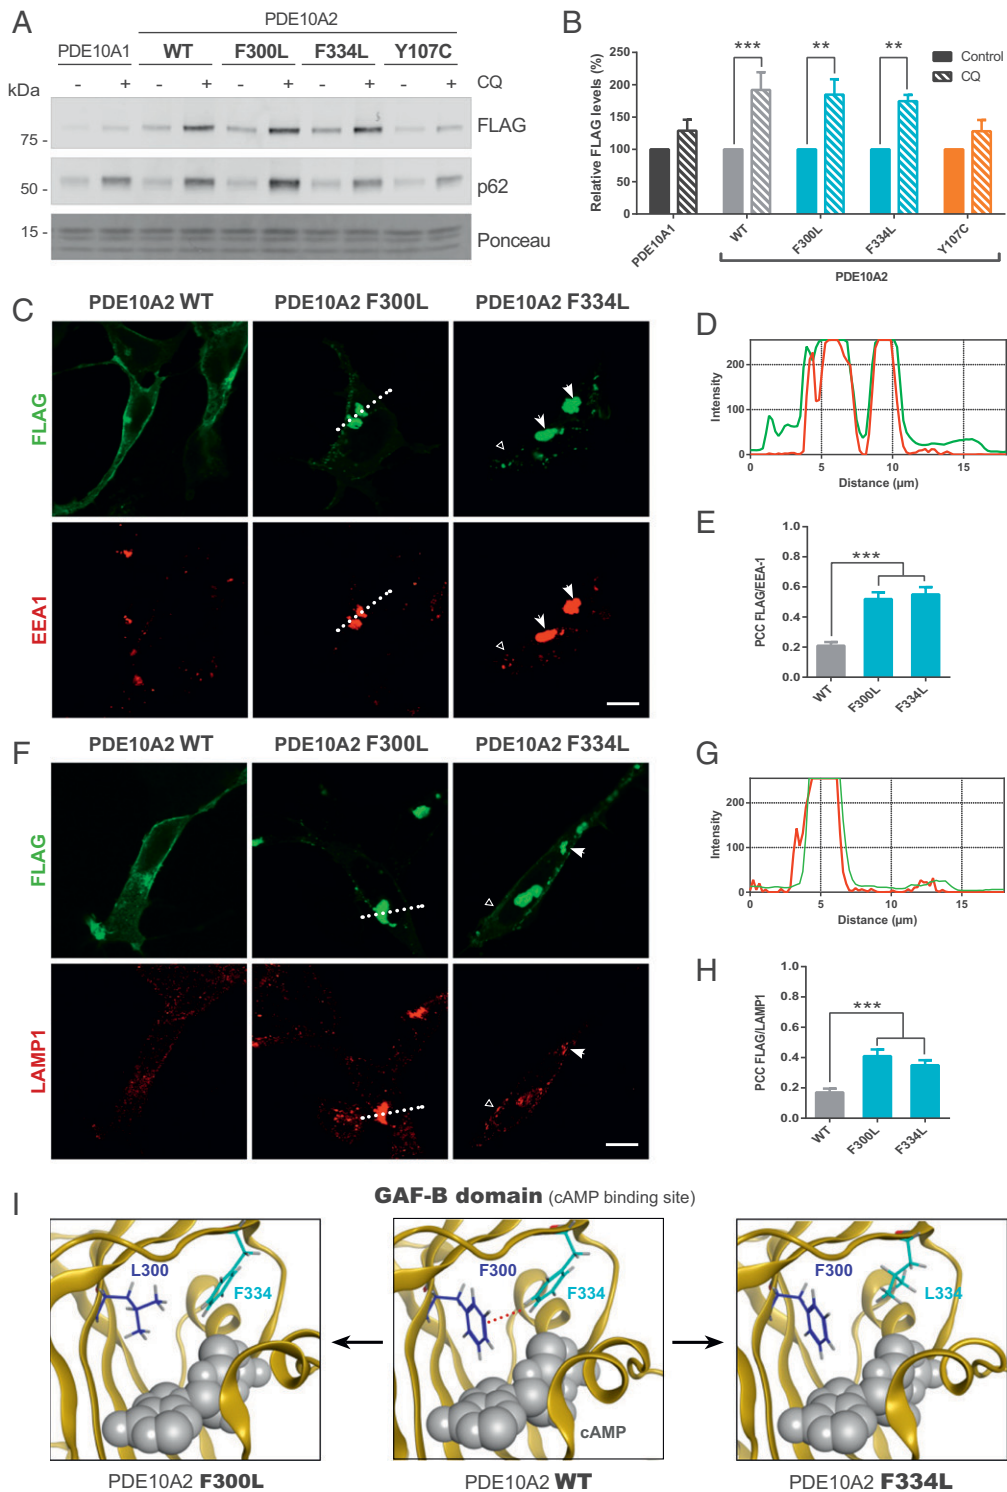 A
PDE10A2
PDE10A1 WT F300L F334L Y107C
kDa - + - + - + - + - + CQ
75 - FLAG
50 - p62
15 - Ponceau
B
Relative FLAG levels (%)
250
200
150
100
50
0
*** ** **
Control
CQ
PDE10A1 WT F300L F334L Y107C
PDE10A2
C
PDE10A2 WT PDE10A2 F300L PDE10A2 F334L
FLAG
EEA1
D
Intensity
200
100
0
0 5 10 15
Distance (µm)
E
PCC FLAG/EEA-1
1.0
0.8
0.6
0.4
0.2
0.0
***
WT F300L F334L
F
PDE10A2 WT PDE10A2 F300L PDE10A2 F334L
FLAG
LAMP1
G
Intensity
200
100
0
0 5 10 15
Distance (µm)
H
PCC FLAG/LAMP1
1.0
0.8
0.6
0.4
0.2
0.0
***
WT F300L F334L
I
GAF-B domain (cAMP binding site)
L300 F334
F300 F334
cAMP
F300 L334
PDE10A2 F300L PDE10A2 WT PDE10A2 F334L